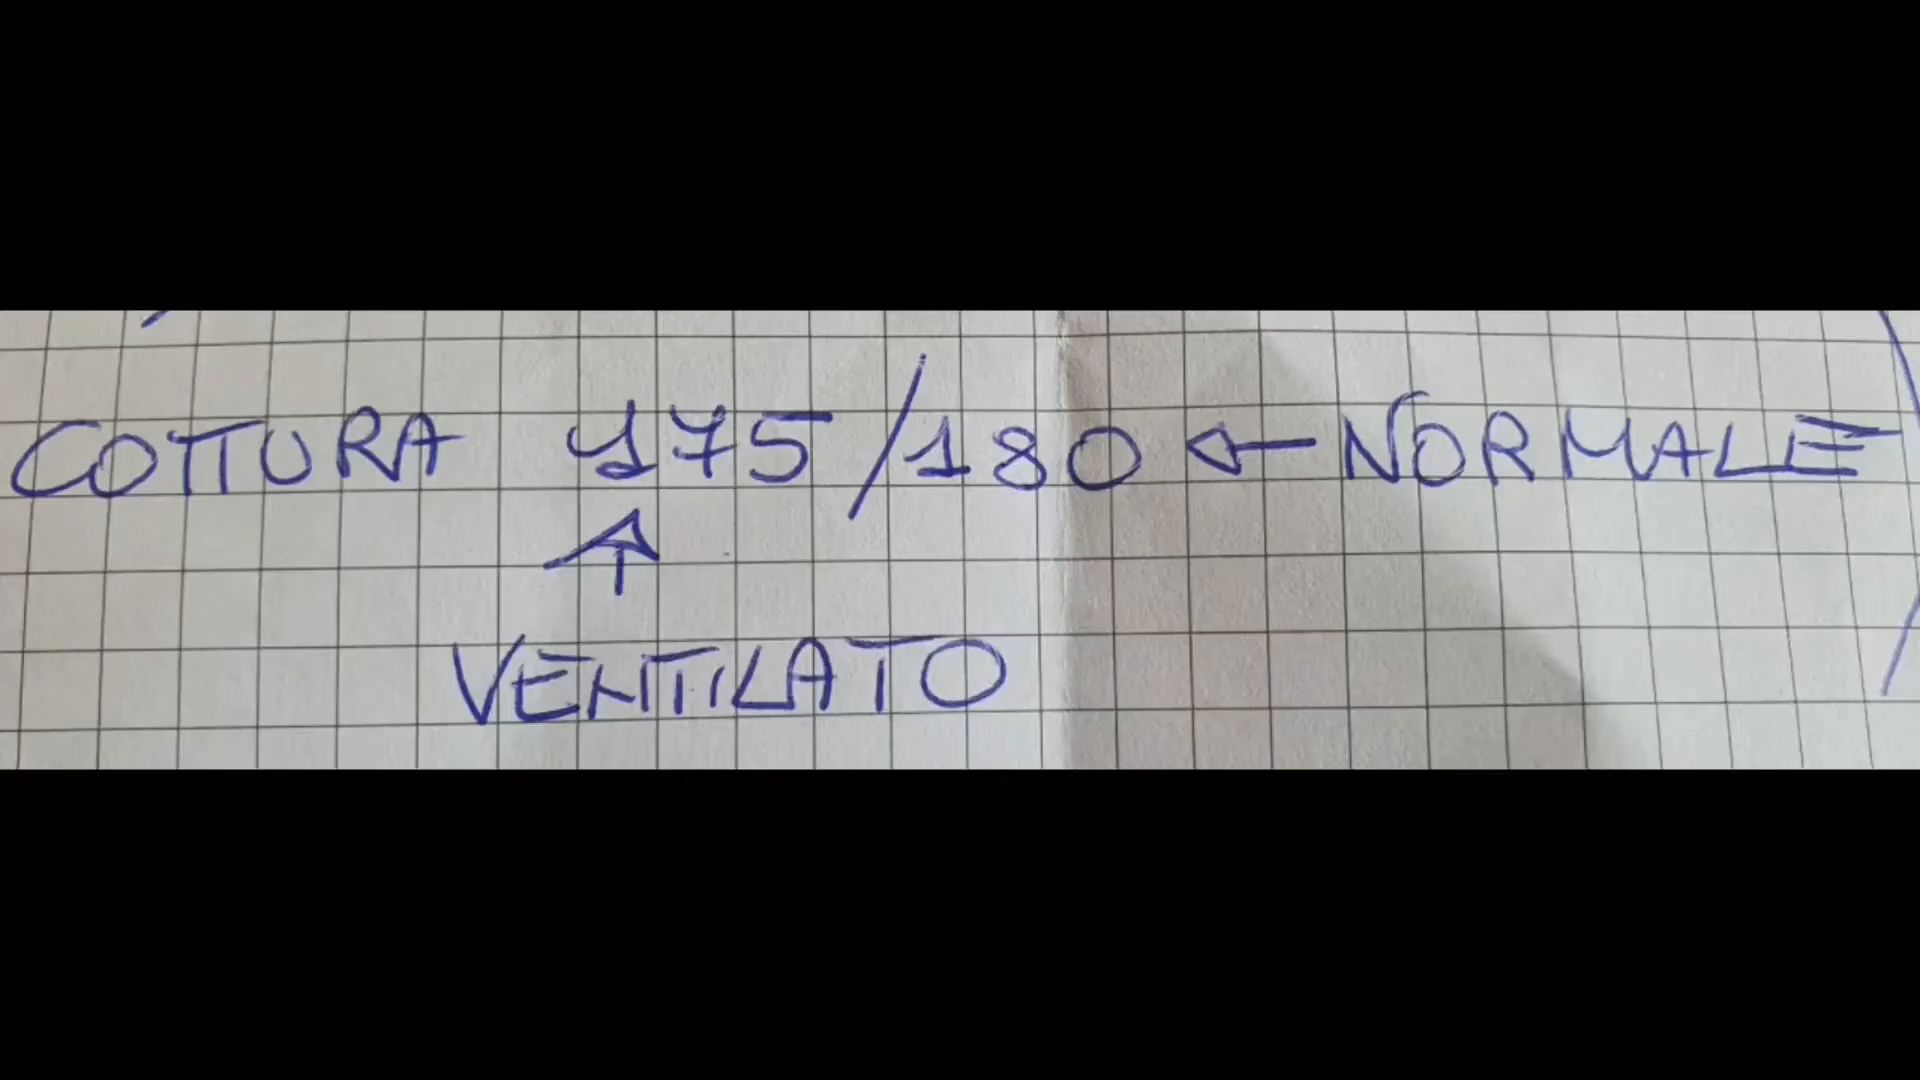 COTTURA 175/180 ← NORMALE
↑
VENTILATO